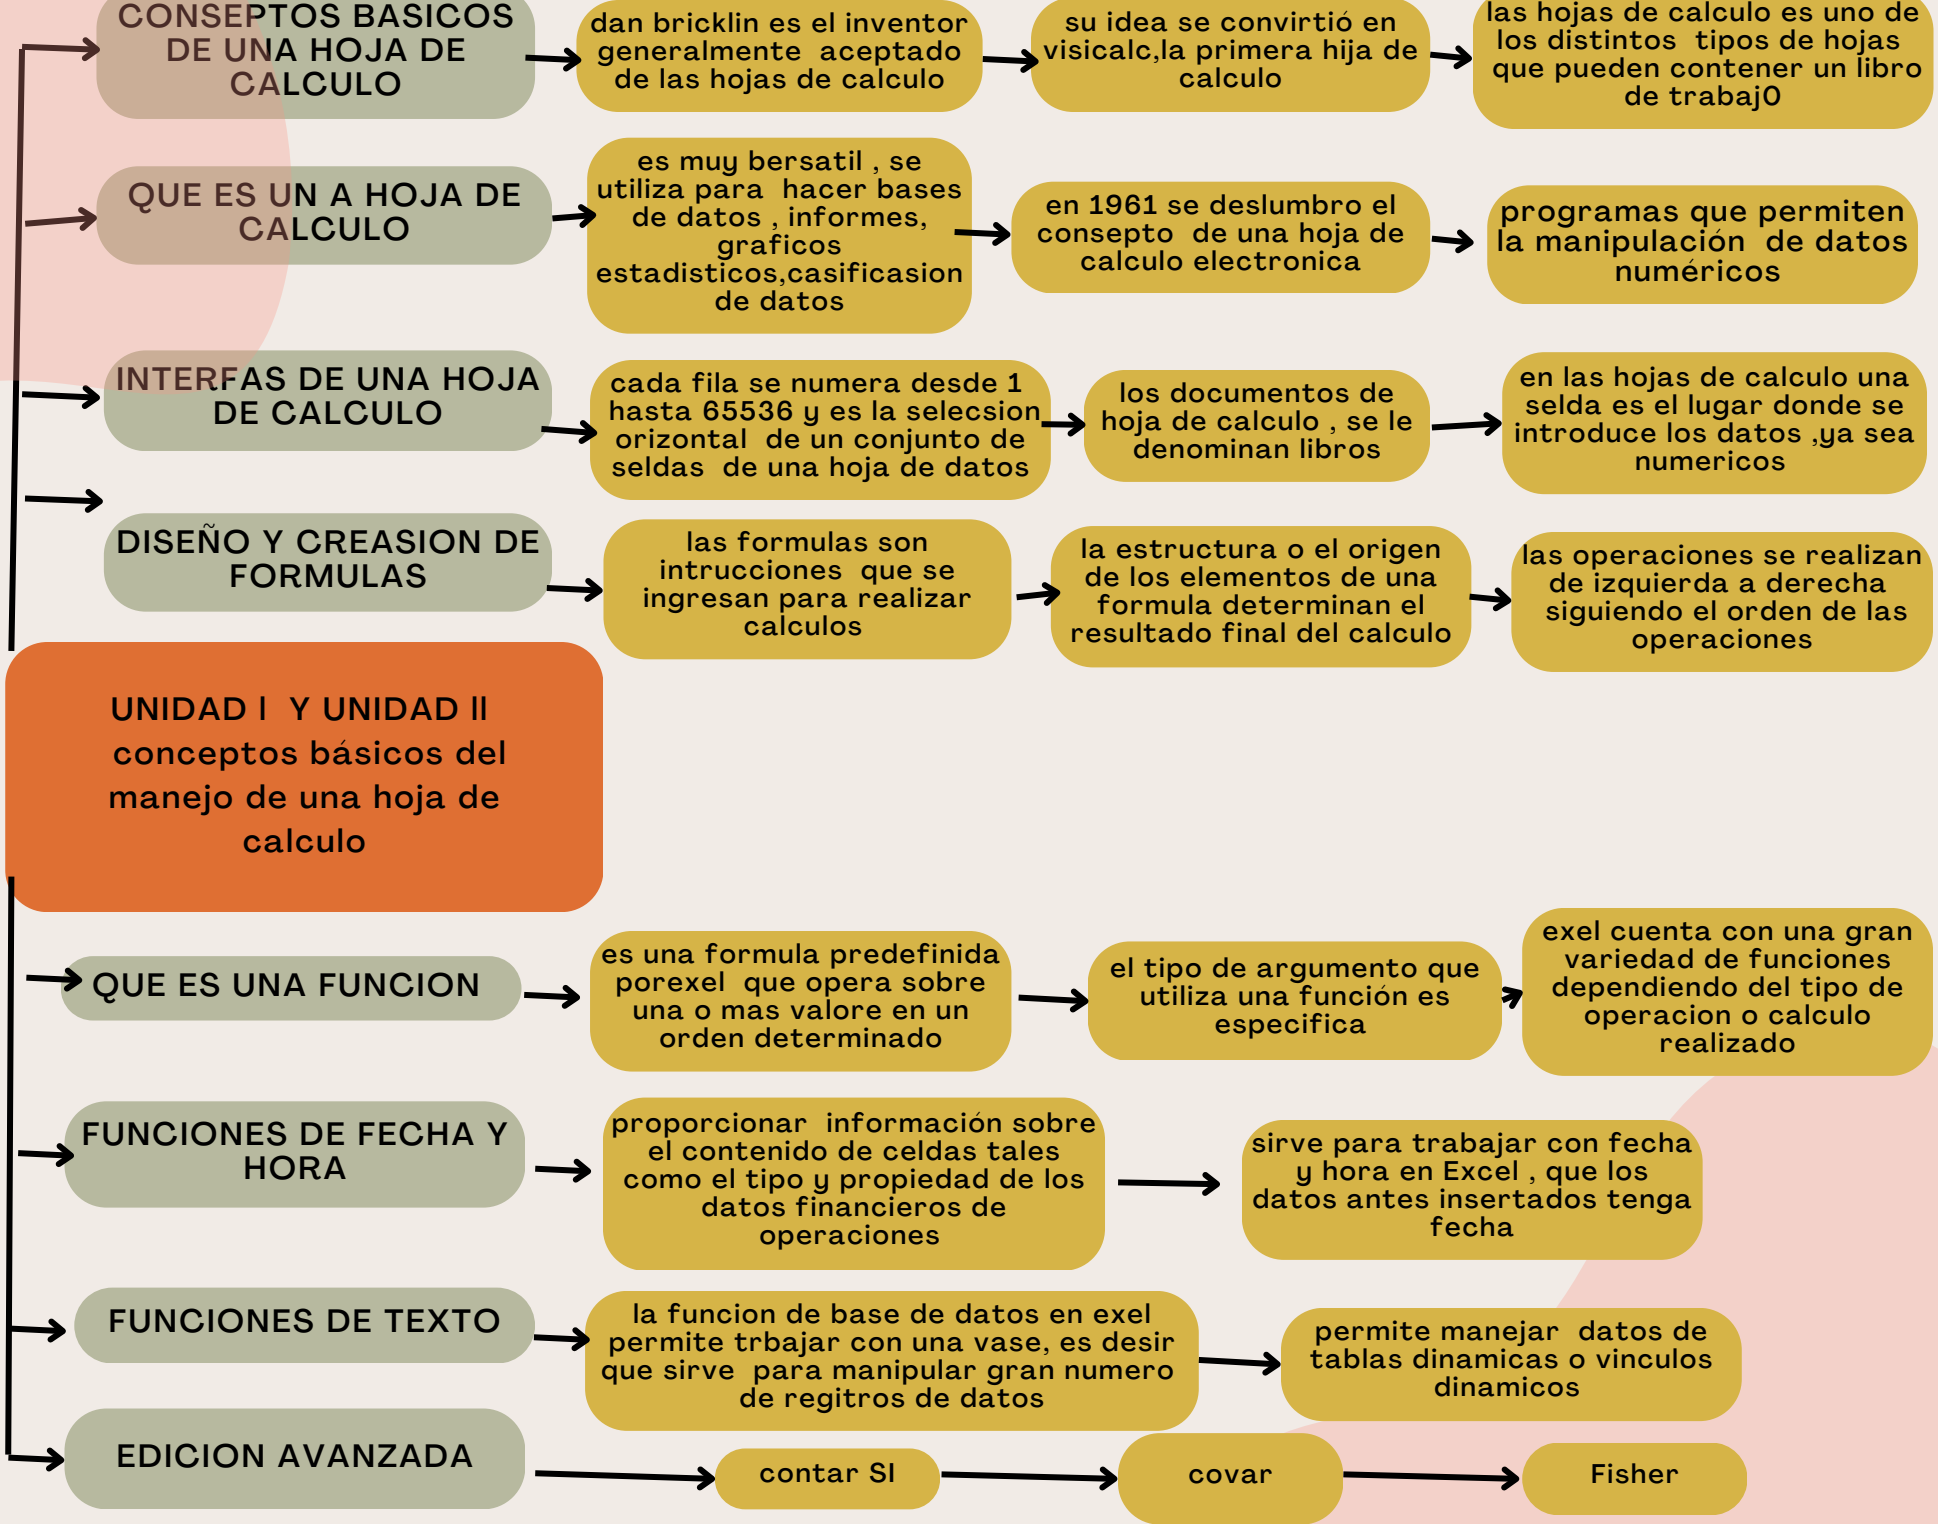 CONSEPTOS BASICOS
DE UNA HOJA DE
CALCULO
dan bricklin es el inventor
generalmente aceptado
de las hojas de calculo
su idea se convirtió en
visicalc,la primera hija de
calculo
las hojas de calculo es uno de
los distintos tipos de hojas
que pueden contener un libro
de trabaj0
QUE ES UN A HOJA DE
CALCULO
es muy bersatil , se
utiliza para hacer bases
de datos , informes,
graficos
estadisticos,casificasion
de datos
en 1961 se deslumbro el
consepto de una hoja de
calculo electronica
programas que permiten
la manipulación de datos
numéricos
INTERFAS DE UNA HOJA
DE CALCULO
cada fila se numera desde 1
hasta 65536 y es la selecsion
orizontal de un conjunto de
seldas de una hoja de datos
los documentos de
hoja de calculo , se le
denominan libros
en las hojas de calculo una
selda es el lugar donde se
introduce los datos ,ya sea
numericos
DISEÑO Y CREASION DE
FORMULAS
las formulas son
intrucciones que se
ingresan para realizar
calculos
la estructura o el origen
de los elementos de una
formula determinan el
resultado final del calculo
las operaciones se realizan
de izquierda a derecha
siguiendo el orden de las
operaciones
UNIDAD I Y UNIDAD II
conceptos básicos del
manejo de una hoja de
calculo
QUE ES UNA FUNCION
es una formula predefinida
porexel que opera sobre
una o mas valore en un
orden determinado
el tipo de argumento que
utiliza una función es
especifica
exel cuenta con una gran
variedad de funciones
dependiendo del tipo de
operacion o calculo
realizado
FUNCIONES DE FECHA Y
HORA
proporcionar información sobre
el contenido de celdas tales
como el tipo y propiedad de los
datos financieros de
operaciones
sirve para trabajar con fecha
y hora en Excel , que los
datos antes insertados tenga
fecha
FUNCIONES DE TEXTO
la funcion de base de datos en exel
permite trbajar con una vase, es desir
que sirve para manipular gran numero
de regitros de datos
permite manejar datos de
tablas dinamicas o vinculos
dinamicos
EDICION AVANZADA
contar SI
covar
Fisher